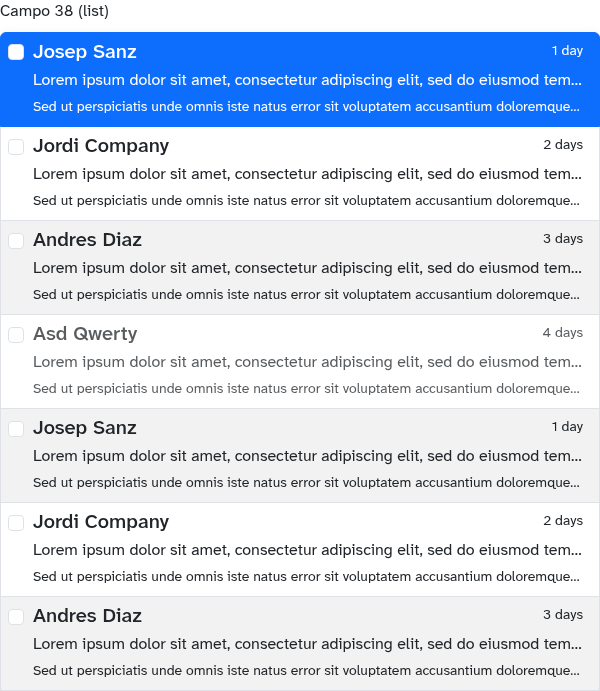 Campo 38 (list)
Josep Sanz 1 day
Lorem ipsum dolor sit amet, consectetur adipiscing elit, sed do eiusmod tem...
Sed ut perspiciatis unde omnis iste natus error sit voluptatem accusantium doloremque...
Jordi Company 2 days
Lorem ipsum dolor sit amet, consectetur adipiscing elit, sed do eiusmod tem...
Sed ut perspiciatis unde omnis iste natus error sit voluptatem accusantium doloremque...
Andres Diaz 3 days
Lorem ipsum dolor sit amet, consectetur adipiscing elit, sed do eiusmod tem...
Sed ut perspiciatis unde omnis iste natus error sit voluptatem accusantium doloremque...
Asd Qwerty 4 days
Lorem ipsum dolor sit amet, consectetur adipiscing elit, sed do eiusmod tem...
Sed ut perspiciatis unde omnis iste natus error sit voluptatem accusantium doloremque...
Josep Sanz 1 day
Lorem ipsum dolor sit amet, consectetur adipiscing elit, sed do eiusmod tem...
Sed ut perspiciatis unde omnis iste natus error sit voluptatem accusantium doloremque...
Jordi Company 2 days
Lorem ipsum dolor sit amet, consectetur adipiscing elit, sed do eiusmod tem...
Sed ut perspiciatis unde omnis iste natus error sit voluptatem accusantium doloremque...
Andres Diaz 3 days
Lorem ipsum dolor sit amet, consectetur adipiscing elit, sed do eiusmod tem...
Sed ut perspiciatis unde omnis iste natus error sit voluptatem accusantium doloremque...